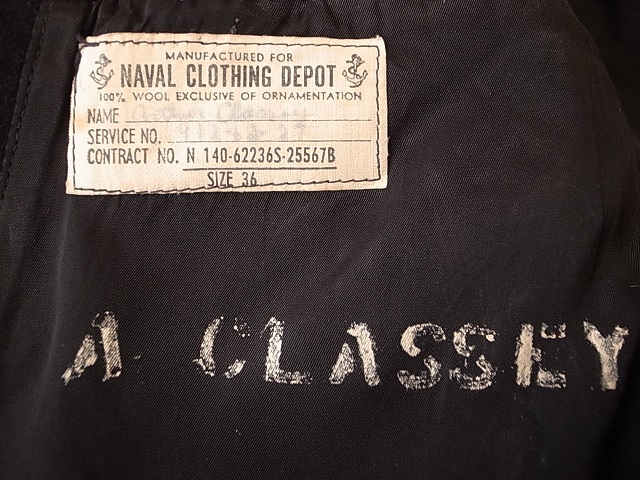 MANUFACTURED FOR
NAVAL CLOTHING DEPOT
100% WOOL EXCLUSIVE OF ORNAMENTATION
NAME
SERVICE NO.
CONTRACT NO. N 140-62236S-25567B
SIZE 36
A CLASSEY